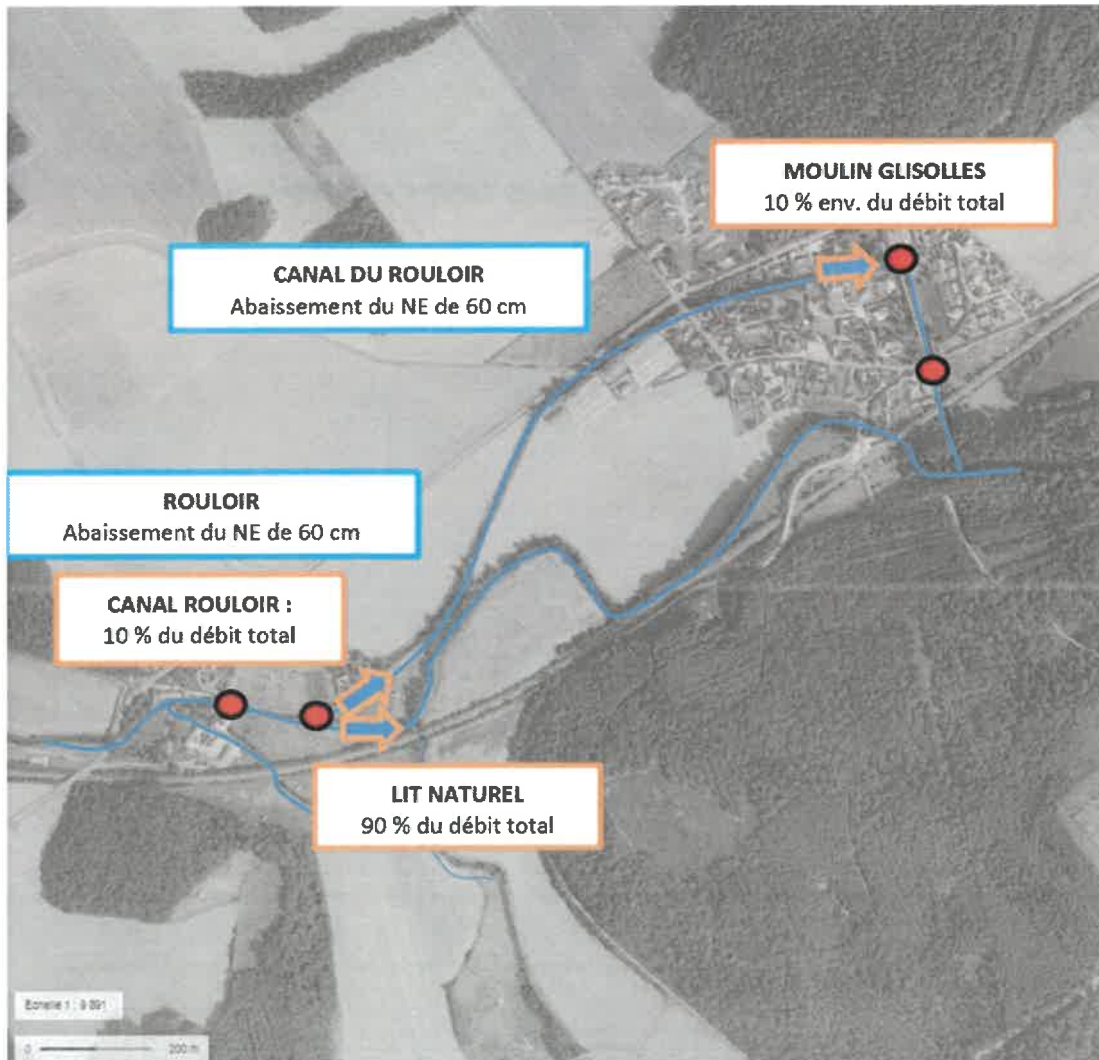 MOULIN GLISOLLES
10 % env. du débit total
CANAL DU ROULOIR
Abaissement du NE de 60 cm
ROULOIR
Abaissement du NE de 60 cm
CANAL ROULOIR :
10 % du débit total
LIT NATUREL
90 % du débit total
0 200 m